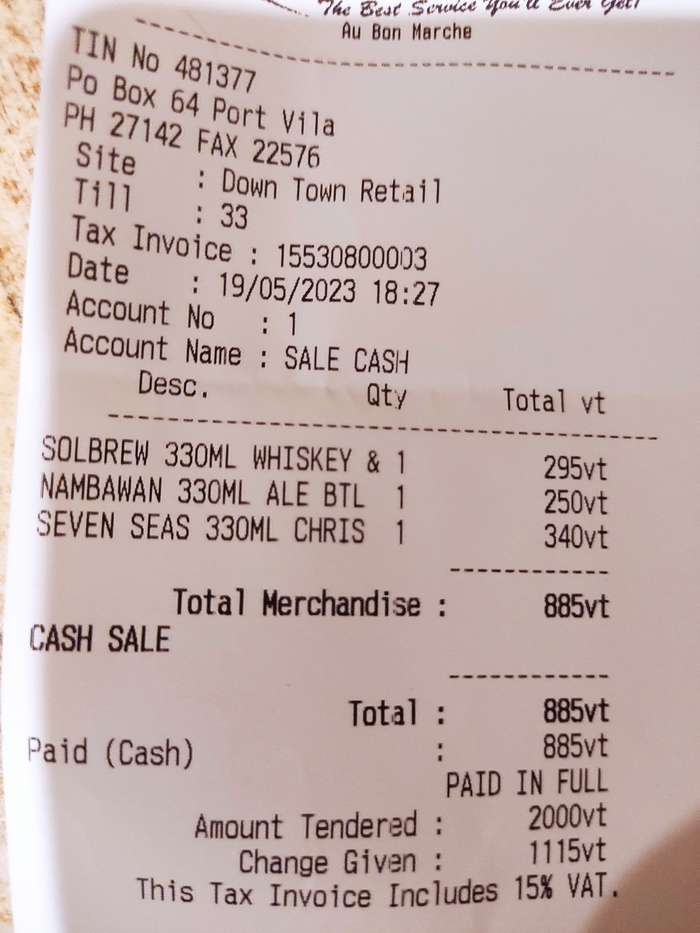 The Best Service You'll Ever Get!
Au Bon Marche
TIN No 481377
Po Box 64 Port Vila
PH 27142 FAX 22576
Site : Down Town Retail
Till : 33
Tax Invoice : 15530800003
Date : 19/05/2023 18:27
Account No : 1
Account Name : SALE CASH
Desc. Qty Total vt
SOLBREW 330ML WHISKEY & 1 295vt
NAMBAWAN 330ML ALE BTL 1 250vt
SEVEN SEAS 330ML CHRIS 1 340vt
Total Merchandise : 885vt
CASH SALE
Total : 885vt
Paid (Cash) : 885vt
PAID IN FULL
Amount Tendered : 2000vt
Change Given : 1115vt
This Tax Invoice Includes 15% VAT.